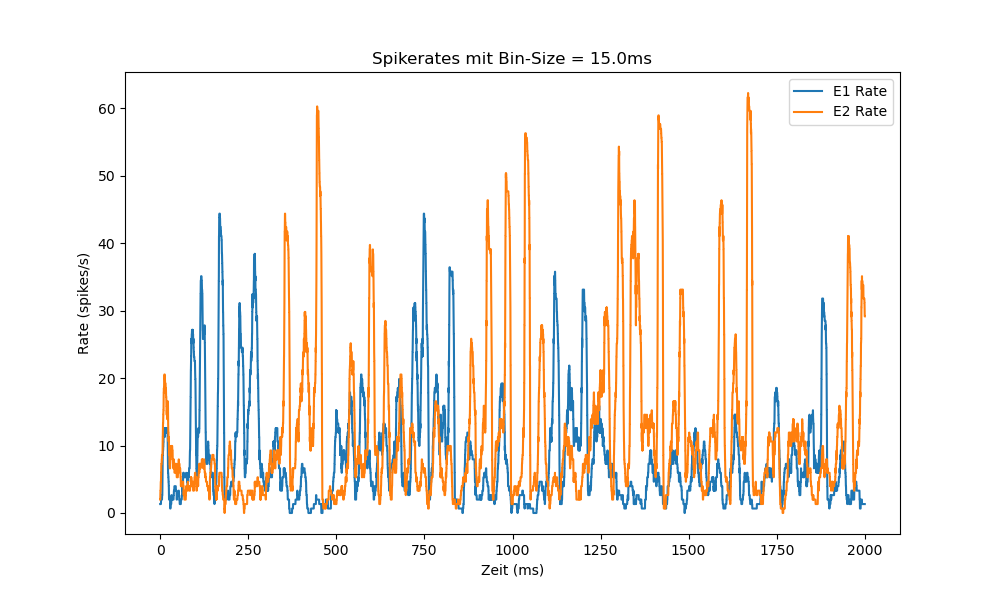 Spikerates mit Bin-Size = 15.0ms
E1 Rate
E2 Rate
60
50
40
30
20
10
0
Rate (spikes/s)
0 250 500 750 1000 1250 1500 1750 2000
Zeit (ms)